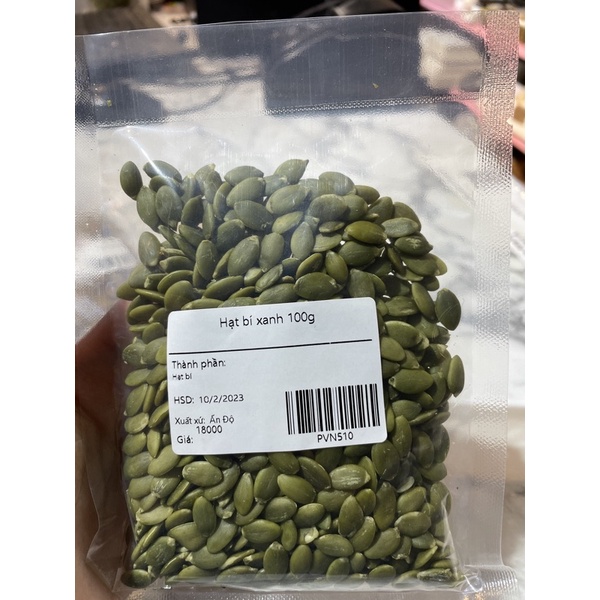 Hạt bí xanh 100g
Thành phần:
Hạt bí
HSD: 10/2/2023
Xuất xứ: Ấn Độ
18000
Giá:
PVN510